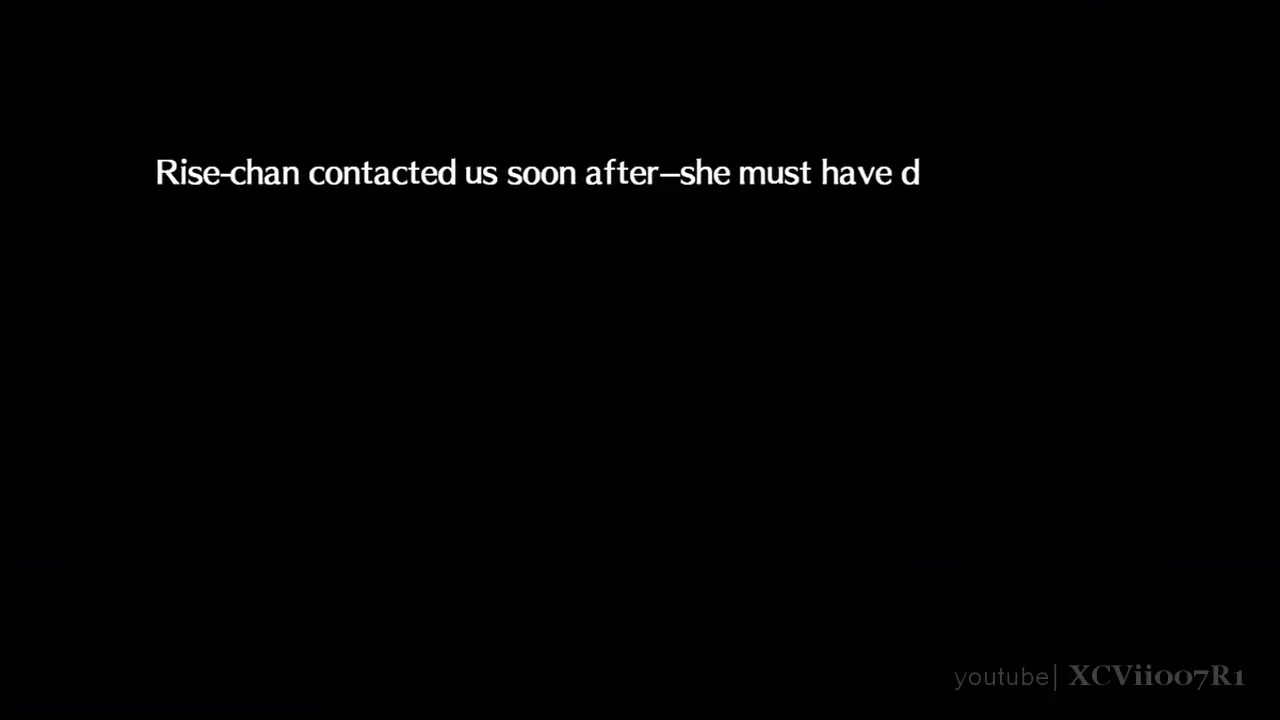 Rise-chan contacted us soon after—she must have d
youtube| XCVii007R1